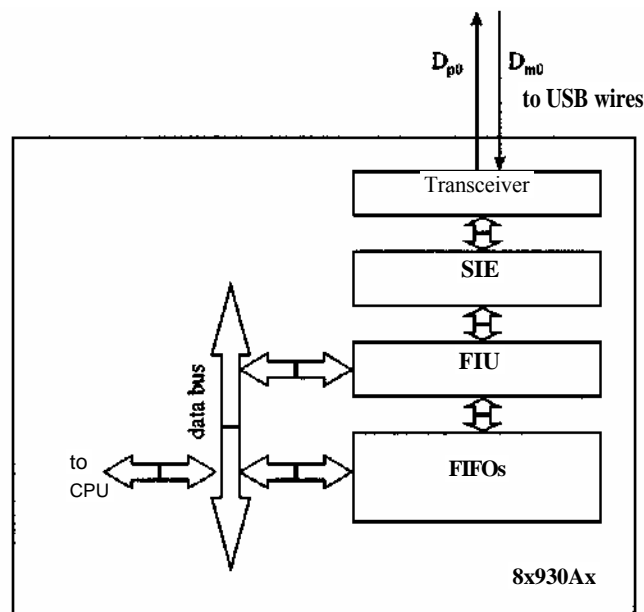 Dp0 Dm0
to USB wires
Transceiver
SIE
FIU
data bus
to
CPU
FIFOs
8x930Ax